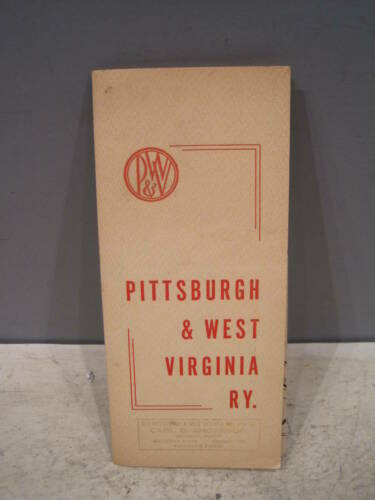 P&W
PITTSBURGH
& WEST
VIRGINIA
RY.